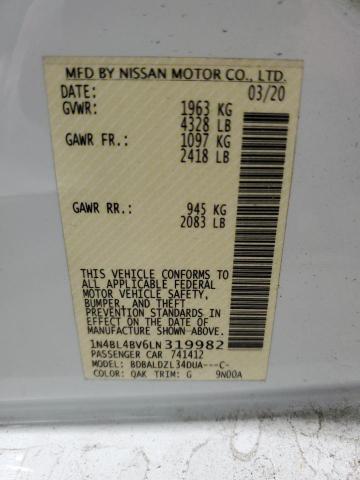 MFD BY NISSAN MOTOR CO., LTD.
DATE: 03/20
GVWR: 1963 KG
4328 LB
GAWR FR.: 1097 KG
2418 LB
GAWR RR.: 945 KG
2083 LB
THIS VEHICLE CONFORMS TO
ALL APPLICABLE FEDERAL
MOTOR VEHICLE SAFETY,
BUMPER, AND THEFT
PREVENTION STANDARDS IN
EFFECT ON THE DATE OF
MANUFACTURE SHOWN ABOVE.
1N4BL4BV6LN319982
PASSENGER CAR 741412
MODEL: BDBALDZL34DUA---C-
COLOR: QAK TRIM: G 9N00A